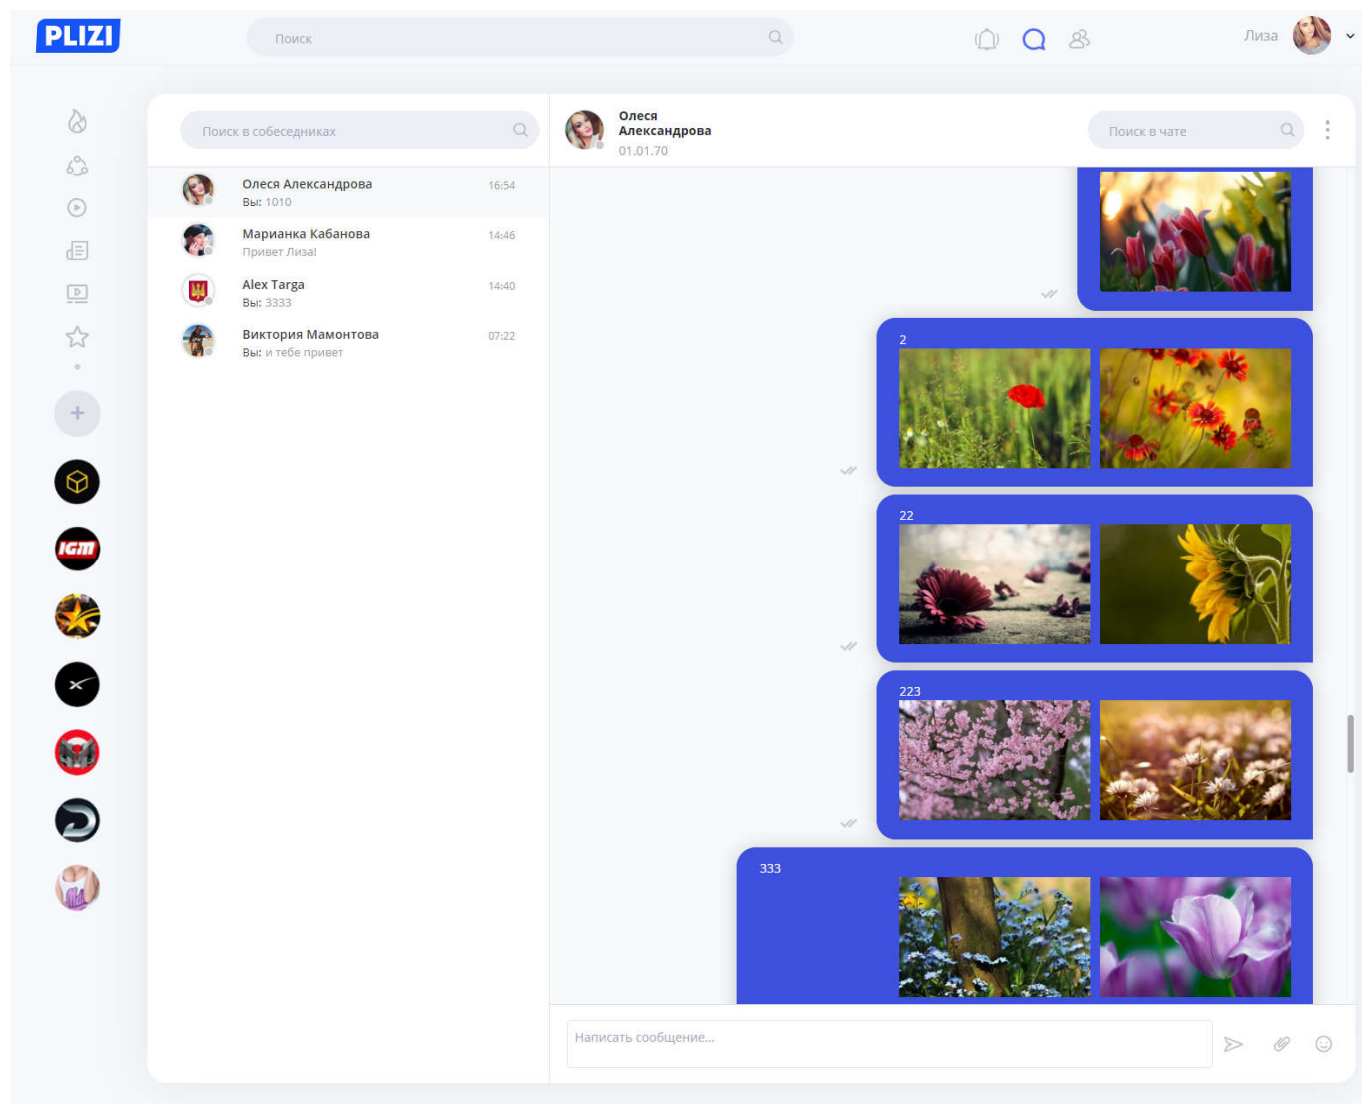 PLIZI
Поиск
Лиза
Поиск в собеседниках
Олеся
Александрова
01.01.70
Поиск в чате
Олеся Александрова
16:54
Вы: 1010
Марианка Кабанова
14:46
Привет Лиза!
Alex Targa
14:40
Вы: 3333
Виктория Мамонтова
07:22
Вы: и тебе привет
IGM
2
22
223
333
Написать сообщение...